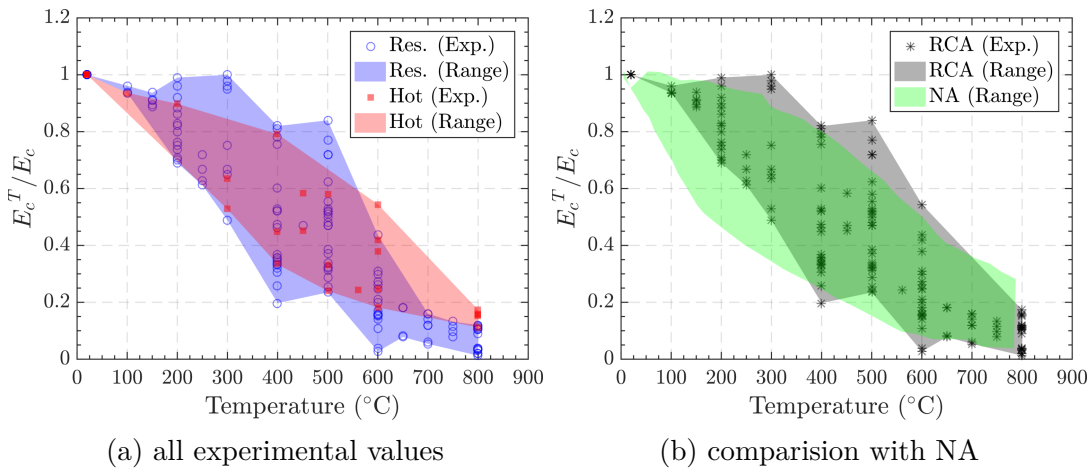 1.2
1
0.8
0.6
0.4
0.2
0
E_c^T/E_c
0 100 200 300 400 500 600 700 800 900
Temperature (°C)
Res. (Exp.)
Res. (Range)
Hot (Exp.)
Hot (Range)
(a) all experimental values
1.2
1
0.8
0.6
0.4
0.2
0
E_c^T/E_c
0 100 200 300 400 500 600 700 800 900
Temperature (°C)
RCA (Exp.)
RCA (Range)
NA (Range)
(b) comparision with NA